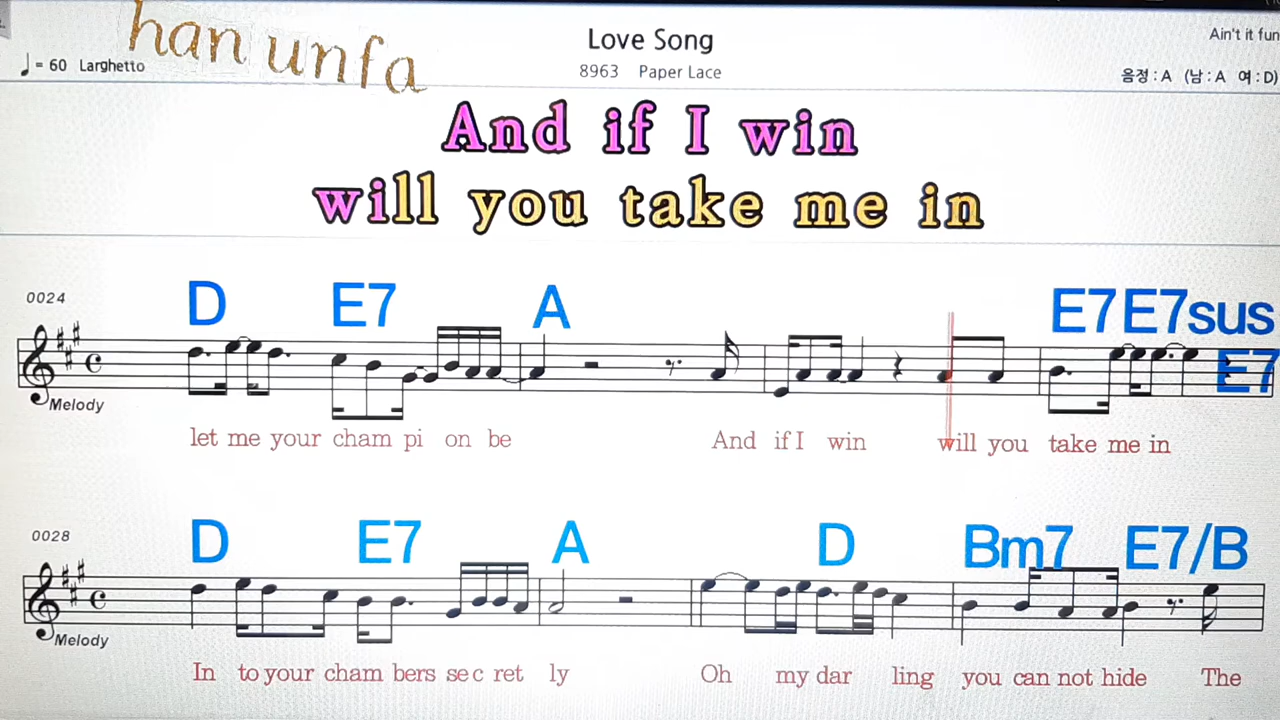 han unfa
Love Song
Ain't it fun
♩= 60 Larghetto
8963 Paper Lace
음정 : A (남 : A 여 : D)
And if I win
will you take me in
0024
D E7 A E7 E7sus
E7
Melody
let me your cham pi on be And if I win will you take me in
0028
D E7 A D Bm7 E7/B
Melody
In to your cham bers sec ret ly Oh my dar ling you can not hide The